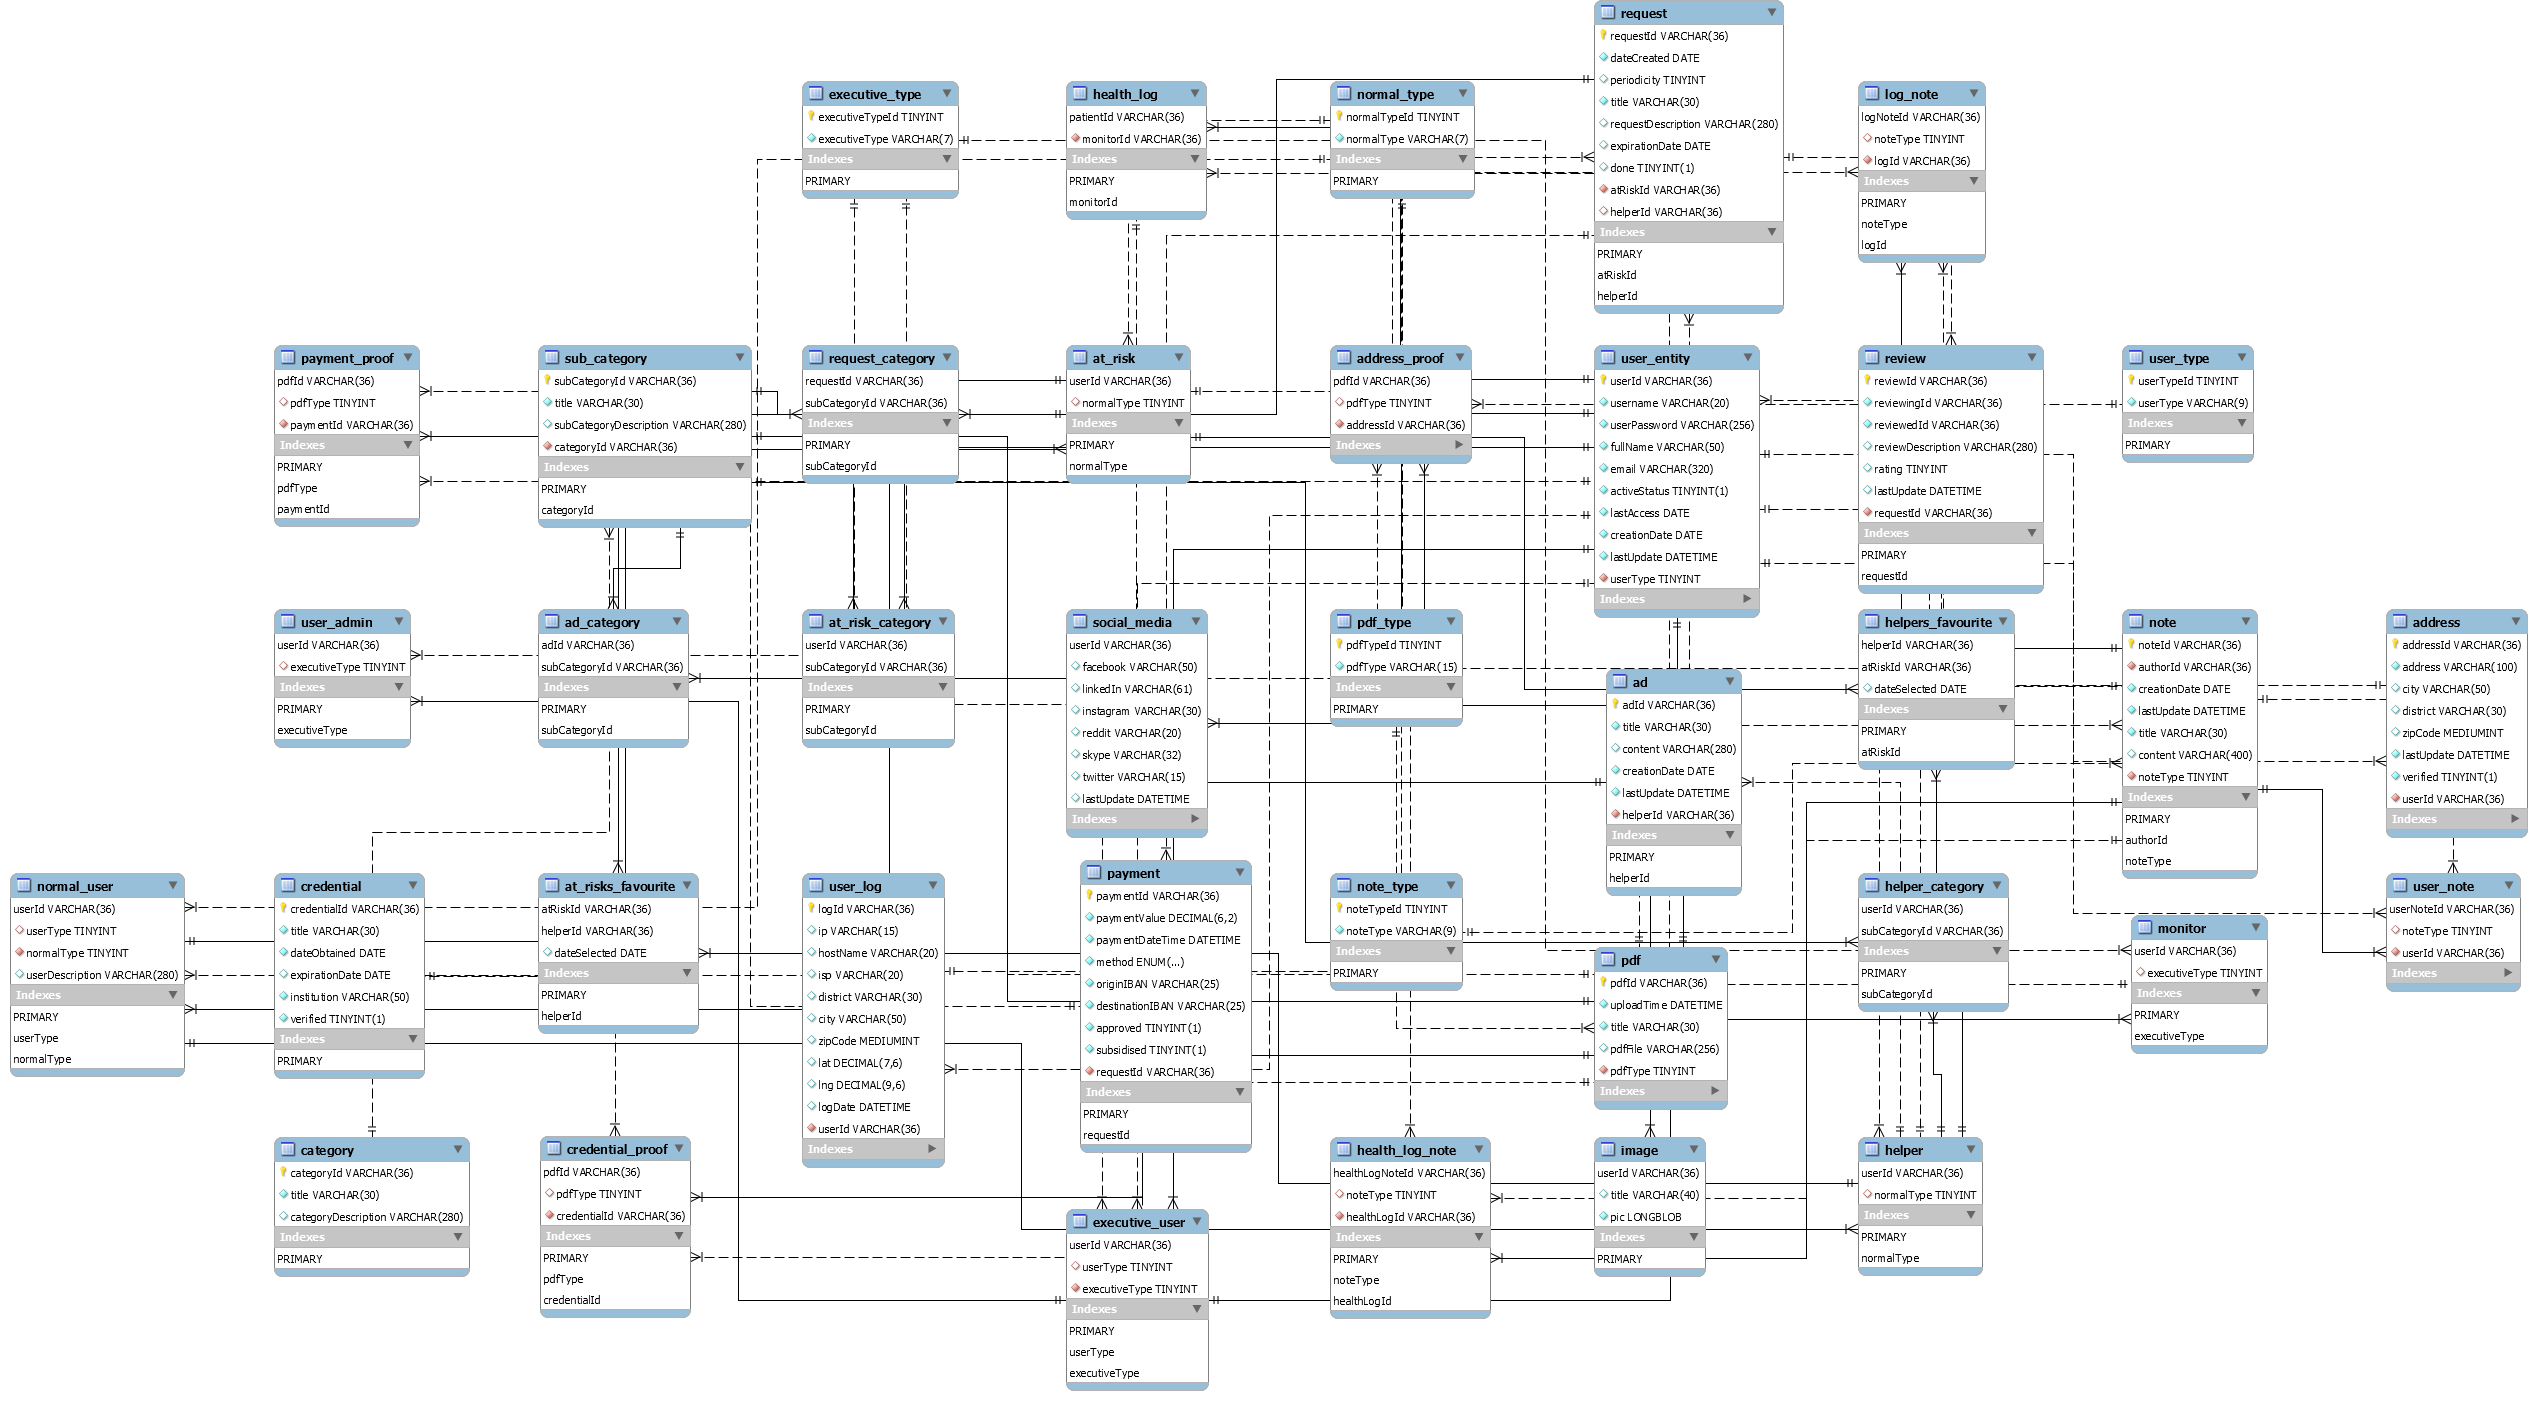 request
requestId VARCHAR(36)
dateCreated DATE
periodicity TINYINT
title VARCHAR(30)
requestDescription VARCHAR(280)
expirationDate DATE
done TINYINT(1)
atRiskId VARCHAR(36)
helperId VARCHAR(36)
Indexes
PRIMARY
atRiskId
helperId
executive_type
executiveTypeId TINYINT
executiveType VARCHAR(7)
Indexes
PRIMARY
health_log
patientId VARCHAR(36)
monitorId VARCHAR(36)
Indexes
PRIMARY
monitorId
normal_type
normalTypeId TINYINT
normalType VARCHAR(7)
Indexes
PRIMARY
log_note
logNoteId VARCHAR(36)
noteType TINYINT
logId VARCHAR(36)
Indexes
PRIMARY
noteType
logId
payment_proof
pdfId VARCHAR(36)
pdfType TINYINT
paymentId VARCHAR(36)
Indexes
PRIMARY
pdfType
paymentId
sub_category
subCategoryId VARCHAR(36)
title VARCHAR(30)
subCategoryDescription VARCHAR(280)
categoryId VARCHAR(36)
Indexes
PRIMARY
categoryId
request_category
requestId VARCHAR(36)
subCategoryId VARCHAR(36)
Indexes
PRIMARY
subCategoryId
at_risk
userId VARCHAR(36)
normalType TINYINT
Indexes
PRIMARY
normalType
address_proof
pdfId VARCHAR(36)
pdfType TINYINT
addressId VARCHAR(36)
Indexes
user_entity
userId VARCHAR(36)
username VARCHAR(20)
userPassword VARCHAR(256)
fullName VARCHAR(50)
email VARCHAR(320)
activeStatus TINYINT(1)
lastAccess DATE
creationDate DATE
lastUpdate DATETIME
userType TINYINT
Indexes
review
reviewId VARCHAR(36)
reviewingId VARCHAR(36)
reviewedId VARCHAR(36)
reviewDescription VARCHAR(280)
rating TINYINT
lastUpdate DATETIME
requestId VARCHAR(36)
Indexes
PRIMARY
requestId
user_type
userTypeId TINYINT
userType VARCHAR(9)
Indexes
PRIMARY
user_admin
userId VARCHAR(36)
executiveType TINYINT
Indexes
PRIMARY
executiveType
ad_category
adId VARCHAR(36)
subCategoryId VARCHAR(36)
Indexes
PRIMARY
subCategoryId
at_risk_category
userId VARCHAR(36)
subCategoryId VARCHAR(36)
Indexes
PRIMARY
subCategoryId
social_media
userId VARCHAR(36)
facebook VARCHAR(50)
linkedIn VARCHAR(61)
instagram VARCHAR(30)
reddit VARCHAR(20)
skype VARCHAR(32)
twitter VARCHAR(15)
lastUpdate DATETIME
Indexes
pdf_type
pdfTypeId TINYINT
pdfType VARCHAR(15)
Indexes
PRIMARY
ad
adId VARCHAR(36)
title VARCHAR(30)
content VARCHAR(280)
creationDate DATE
lastUpdate DATETIME
helperId VARCHAR(36)
Indexes
PRIMARY
helperId
helpers_favourite
helperId VARCHAR(36)
atRiskId VARCHAR(36)
dateSelected DATE
Indexes
PRIMARY
atRiskId
note
noteId VARCHAR(36)
authorId VARCHAR(36)
creationDate DATE
lastUpdate DATETIME
title VARCHAR(30)
content VARCHAR(400)
noteType TINYINT
Indexes
PRIMARY
authorId
noteType
address
addressId VARCHAR(36)
address VARCHAR(100)
city VARCHAR(50)
district VARCHAR(30)
zipCode MEDIUMINT
lastUpdate DATETIME
verified TINYINT(1)
userId VARCHAR(36)
Indexes
normal_user
userId VARCHAR(36)
userType TINYINT
normalType TINYINT
userDescription VARCHAR(280)
Indexes
PRIMARY
userType
normalType
credential
credentialId VARCHAR(36)
title VARCHAR(30)
dateObtained DATE
expirationDate DATE
institution VARCHAR(50)
verified TINYINT(1)
Indexes
PRIMARY
at_risks_favourite
atRiskId VARCHAR(36)
helperId VARCHAR(36)
dateSelected DATE
Indexes
PRIMARY
helperId
user_log
logId VARCHAR(36)
ip VARCHAR(15)
hostName VARCHAR(20)
isp VARCHAR(20)
district VARCHAR(30)
city VARCHAR(50)
zipCode MEDIUMINT
lat DECIMAL(7,6)
lng DECIMAL(9,6)
logDate DATETIME
userId VARCHAR(36)
Indexes
payment
paymentId VARCHAR(36)
paymentValue DECIMAL(6,2)
paymentDateTime DATETIME
method ENUM(...)
originIBAN VARCHAR(25)
destinationIBAN VARCHAR(25)
approved TINYINT(1)
subsidised TINYINT(1)
requestId VARCHAR(36)
Indexes
PRIMARY
requestId
note_type
noteTypeId TINYINT
noteType VARCHAR(9)
Indexes
PRIMARY
pdf
pdfId VARCHAR(36)
uploadTime DATETIME
title VARCHAR(30)
pdfFile VARCHAR(256)
pdfType TINYINT
Indexes
helper_category
userId VARCHAR(36)
subCategoryId VARCHAR(36)
Indexes
PRIMARY
subCategoryId
monitor
userId VARCHAR(36)
executiveType TINYINT
Indexes
PRIMARY
executiveType
user_note
userNoteId VARCHAR(36)
noteType TINYINT
userId VARCHAR(36)
Indexes
category
categoryId VARCHAR(36)
title VARCHAR(30)
categoryDescription VARCHAR(280)
Indexes
PRIMARY
credential_proof
pdfId VARCHAR(36)
pdfType TINYINT
credentialId VARCHAR(36)
Indexes
PRIMARY
pdfType
credentialId
executive_user
userId VARCHAR(36)
userType TINYINT
executiveType TINYINT
Indexes
PRIMARY
userType
executiveType
health_log_note
healthLogNoteId VARCHAR(36)
noteType TINYINT
healthLogId VARCHAR(36)
Indexes
PRIMARY
noteType
healthLogId
image
userId VARCHAR(36)
title VARCHAR(40)
pic LONGBLOB
Indexes
PRIMARY
helper
userId VARCHAR(36)
normalType TINYINT
Indexes
PRIMARY
normalType